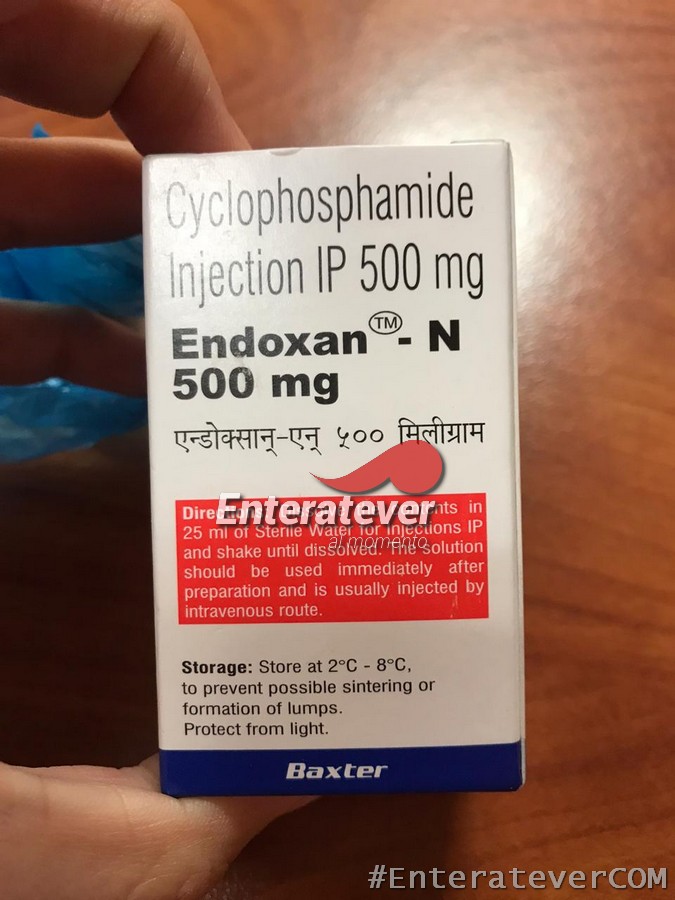 Cyclophosphamide
Injection IP 500 mg
Endoxan™- N
500 mg
एन्डोक्सान्-एन् ५०० मिलीग्राम
Enteratever
al momento
Directions: in
25 ml of Sterile Water for Injections IP
and shake until dissolved. The solution
should be used immediately after
preparation and is usually injected by
intravenous route.
Storage: Store at 2°C - 8°C,
to prevent possible sintering or
formation of lumps.
Protect from light.
Baxter
#EnterateverCOM